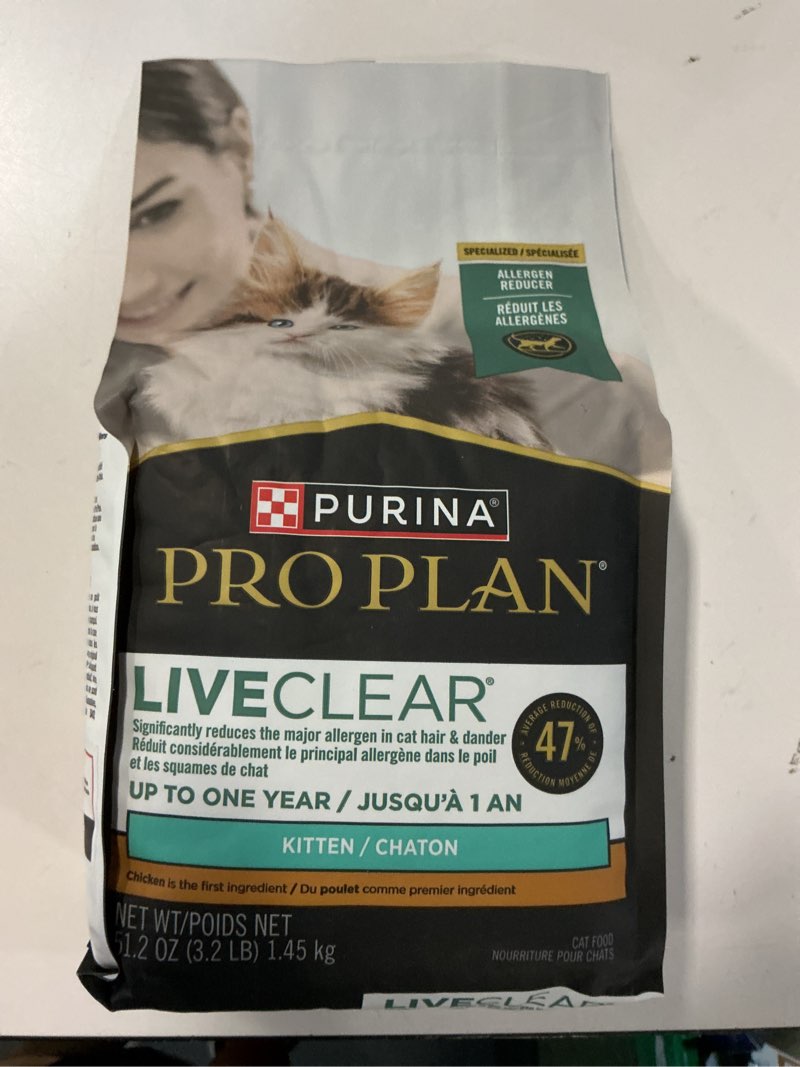 SPECIALIZED / SPÉCIALISÉE
ALLERGEN
REDUCER
RÉDUIT LES
ALLERGÈNES
PURINA®
PRO PLAN®
LIVECLEAR®
Significantly reduces the major allergen in cat hair & dander
Réduit considérablement le principal allergène dans le poil
et les squames de chat
AVERAGE REDUCTION OF
47%
RÉDUCTION MOYENNE DE
UP TO ONE YEAR / JUSQU'À 1 AN
KITTEN / CHATON
Chicken is the first ingredient / Du poulet comme premier ingrédient
NET WT/POIDS NET
51.2 OZ (3.2 LB) 1.45 kg
CAT FOOD
NOURRITURE POUR CHATS
LIVECLEAR